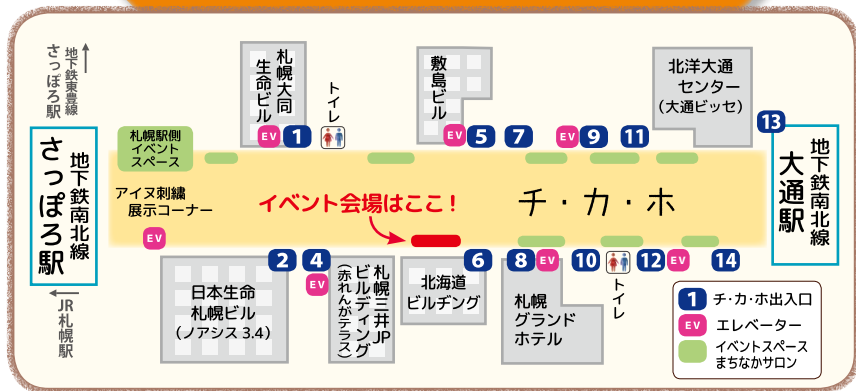 地下鉄東豊線
さっぽろ駅
札幌大同
生命ビル
EV
1
トイレ
敷島ビル
EV
5
7
EV
9
11
北洋大通
センター
(大通ビッセ)
13
札幌駅側
イベント
スペース
地下鉄南北線
さっぽろ駅
アイヌ刺繍
展示コーナー
EV
イベント会場はここ!
チ・カ・ホ
地下鉄南北線
大通駅
JR札幌駅
2
4
EV
日本生命
札幌ビル
(ノアシス3.4)
札幌三井JP
ビルディング
(赤れんがテラス)
6
北海道
ビルヂング
8
EV
札幌
グランド
ホテル
10
トイレ
12
EV
14
1 チ・カ・ホ出入口
EV エレベーター
イベントスペース
まちなかサロン